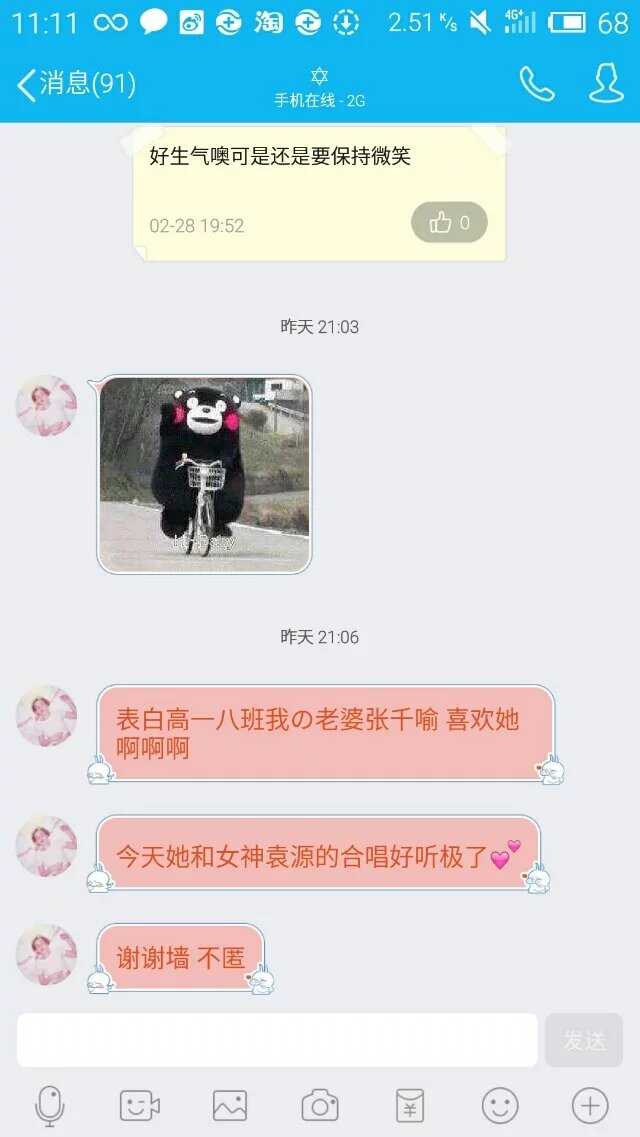 11:11
2.51 K/s
4G+
68
消息(91)
手机在线 - 2G
好生气噢可是还是要保持微笑
02-28 19:52
0
昨天 21:03
昨天 21:06
表白高一八班我の老婆张千喻 喜欢她
啊啊啊
今天她和女神袁源的合唱好听极了💕
谢谢墙 不匿
发送